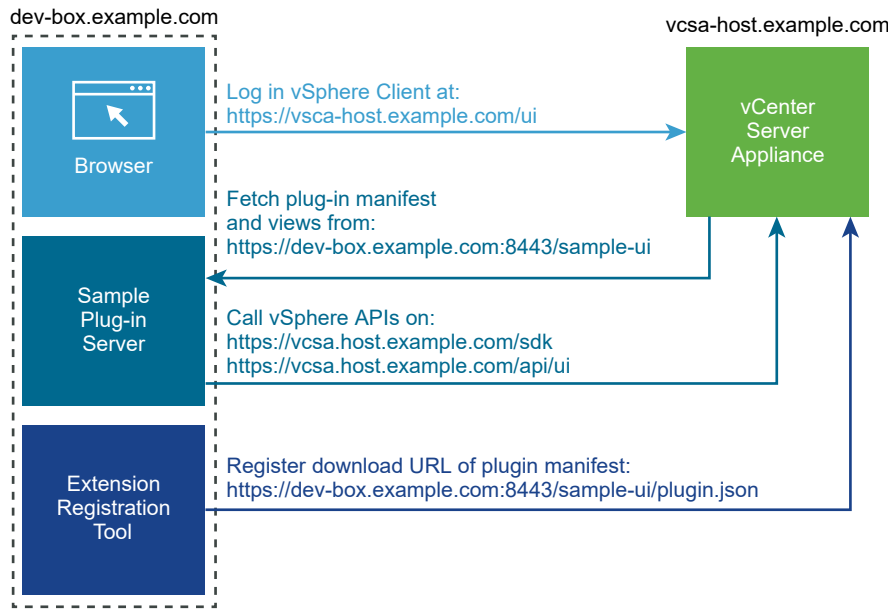 dev-box.example.com
vcsa-host.example.com
Browser
Log in vSphere Client at:
https://vsca-host.example.com/ui
vCenter
Server
Appliance
Fetch plug-in manifest
and views from:
https://dev-box.example.com:8443/sample-ui
Sample
Plug-in
Server
Call vSphere APIs on:
https://vcsa.host.example.com/sdk
https://vcsa.host.example.com/api/ui
Extension
Registration
Tool
Register download URL of plugin manifest:
https://dev-box.example.com:8443/sample-ui/plugin.json